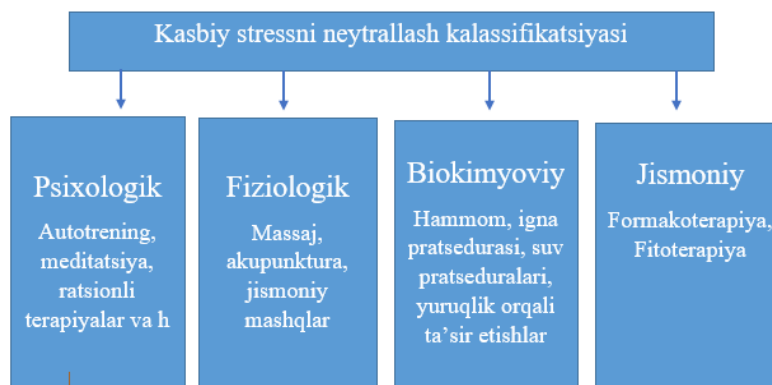 Kasbiy stressni neytrallash kalassifikatsiyasi
Psixologik
Autotrening,
meditatsiya,
ratsionli
terapiyalar va h
Fiziologik
Massaj,
akupunktura,
jismoniy
mashqlar
Biokimyoviy
Hammom, igna
pratsedurasi, suv
pratseduralari,
yuruqlik orqali
ta’sir etishlar
Jismoniy
Formakoterapiya,
Fitoterapiya